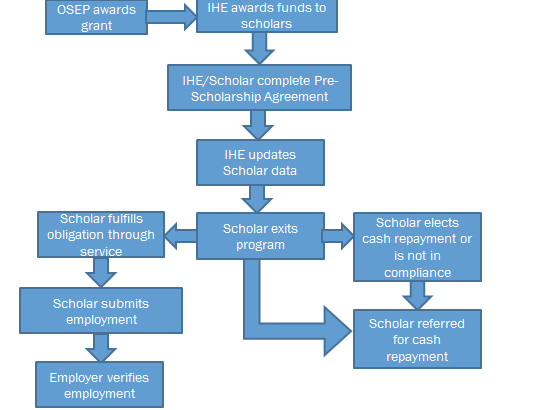 OSEP awards
grant
IHE awards funds to
scholars
IHE/Scholar complete Pre-
Scholarship Agreement
IHE updates
Scholar data
Scholar fulfills
obligation through
service
Scholar exits
program
Scholar elects
cash repayment or
is not in
compliance
Scholar submits
employment
Scholar referred
for cash
repayment
Employer verifies
employment